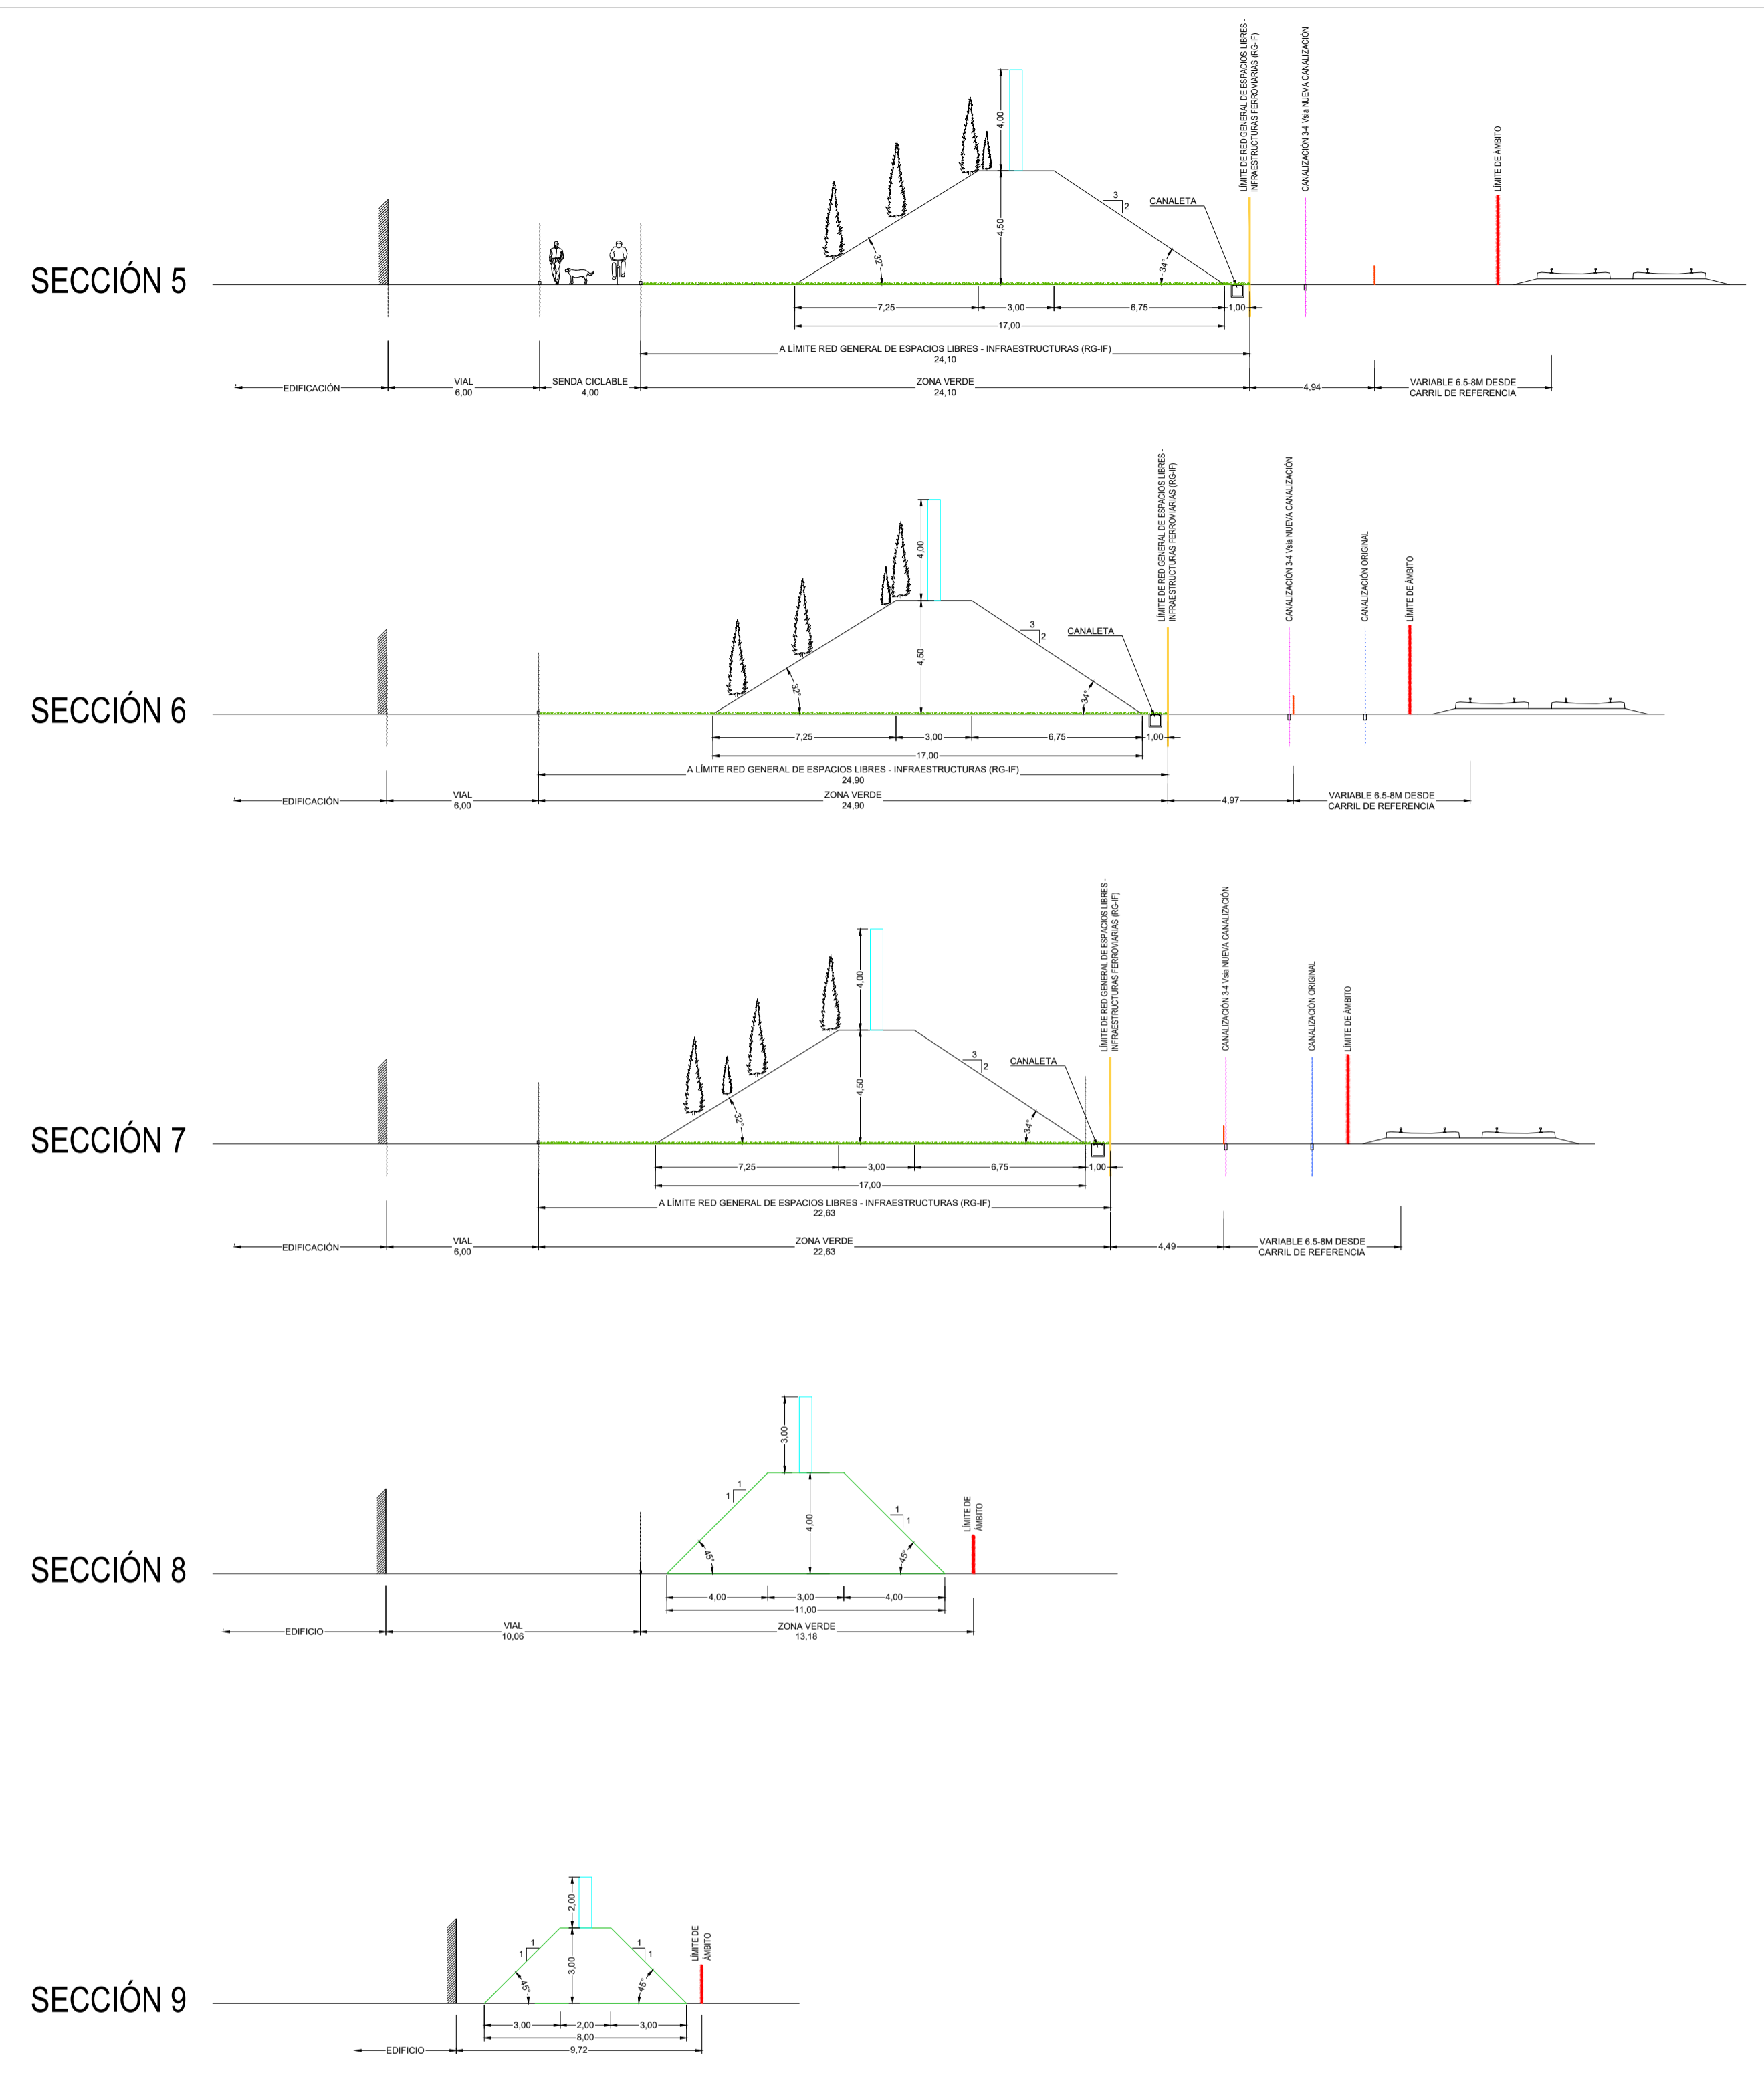 SECCIÓN 5
4,00
4,50
3
2
CANALETA
LÍMITE DE RED GENERAL DE ESPACIOS LIBRES -
INFRAESTRUCTURAS FERROVIARIAS (RG-IF)
CANALIZACIÓN 3-4 Vsia NUEVA CANALIZACIÓN
LÍMITE DE ÁMBITO
32°
34°
7,25
3,00
6,75
1,00
17,00
A LÍMITE RED GENERAL DE ESPACIOS LIBRES - INFRAESTRUCTURAS (RG-IF)
24,10
EDIFICACIÓN
VIAL
6,00
SENDA CICLABLE
4,00
ZONA VERDE
24,10
4,94
VARIABLE 6.5-8M DESDE
CARRIL DE REFERENCIA
SECCIÓN 6
4,00
4,50
3
2
CANALETA
LÍMITE DE RED GENERAL DE ESPACIOS LIBRES -
INFRAESTRUCTURAS FERROVIARIAS (RG-IF)
CANALIZACIÓN 3-4 Vsia NUEVA CANALIZACIÓN
CANALIZACIÓN ORIGINAL
LÍMITE DE ÁMBITO
32°
34°
7,25
3,00
6,75
1,00
17,00
A LÍMITE RED GENERAL DE ESPACIOS LIBRES - INFRAESTRUCTURAS (RG-IF)
24,90
EDIFICACIÓN
VIAL
6,00
ZONA VERDE
24,90
4,97
VARIABLE 6.5-8M DESDE
CARRIL DE REFERENCIA
SECCIÓN 7
4,00
4,50
3
2
CANALETA
LÍMITE DE RED GENERAL DE ESPACIOS LIBRES -
INFRAESTRUCTURAS FERROVIARIAS (RG-IF)
CANALIZACIÓN 3-4 Vsia NUEVA CANALIZACIÓN
CANALIZACIÓN ORIGINAL
LÍMITE DE ÁMBITO
32°
34°
7,25
3,00
6,75
1,00
17,00
A LÍMITE RED GENERAL DE ESPACIOS LIBRES - INFRAESTRUCTURAS (RG-IF)
22,63
EDIFICACIÓN
VIAL
6,00
ZONA VERDE
22,63
4,49
VARIABLE 6.5-8M DESDE
CARRIL DE REFERENCIA
SECCIÓN 8
3,00
4,00
1
1
1
1
45°
45°
LÍMITE DE
ÁMBITO
4,00
3,00
4,00
11,00
EDIFICIO
VIAL
10,06
ZONA VERDE
13,18
SECCIÓN 9
2,00
3,00
1
1
1
1
45°
45°
LÍMITE DE
ÁMBITO
3,00
2,00
3,00
8,00
EDIFICIO
9,72